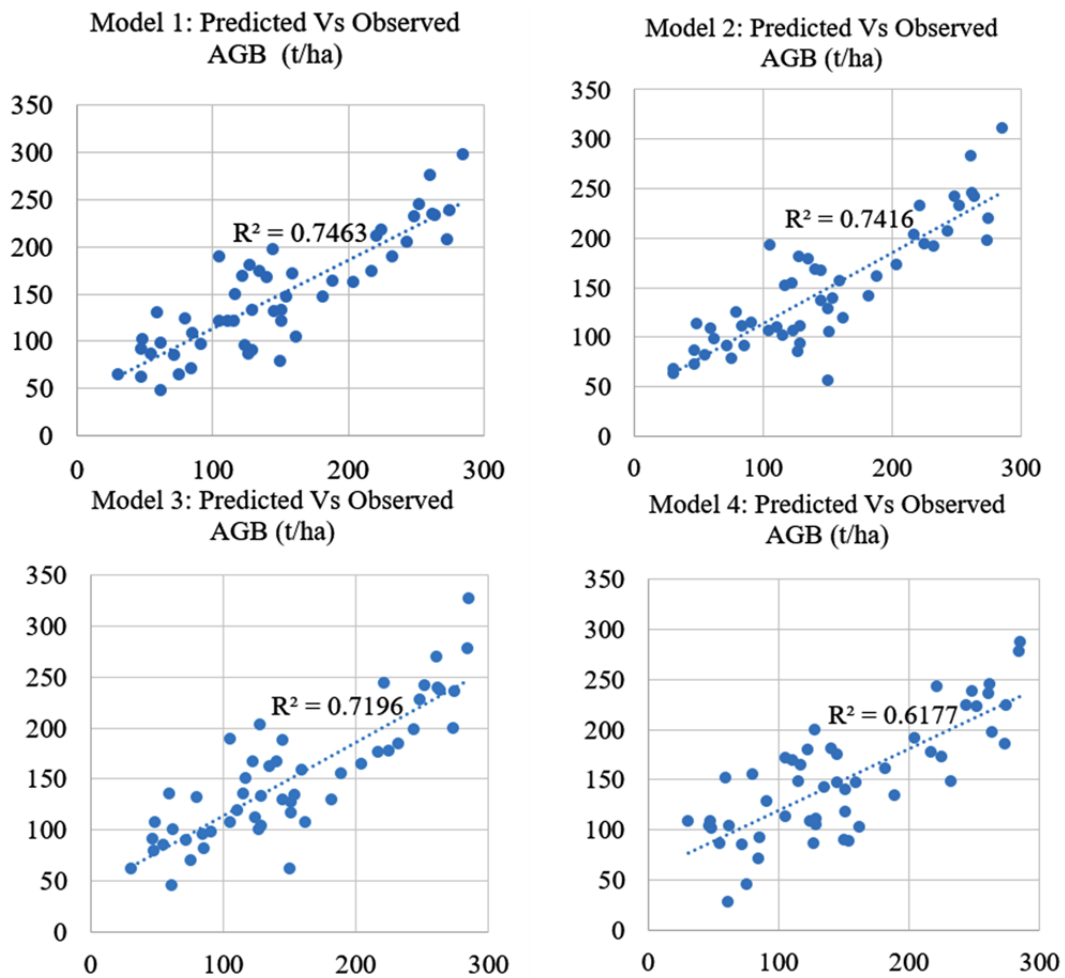 Model 1: Predicted Vs Observed
AGB (t/ha)
350
300
250
200
150
100
50
0
R² = 0.7463
0 100 200 300
Model 2: Predicted Vs Observed
AGB (t/ha)
350
300
250
200
150
100
50
0
R² = 0.7416
0 100 200 300
Model 3: Predicted Vs Observed
AGB (t/ha)
350
300
250
200
150
100
50
0
R² = 0.7196
0 100 200 300
Model 4: Predicted Vs Observed
AGB (t/ha)
350
300
250
200
150
100
50
0
R² = 0.6177
0 100 200 300